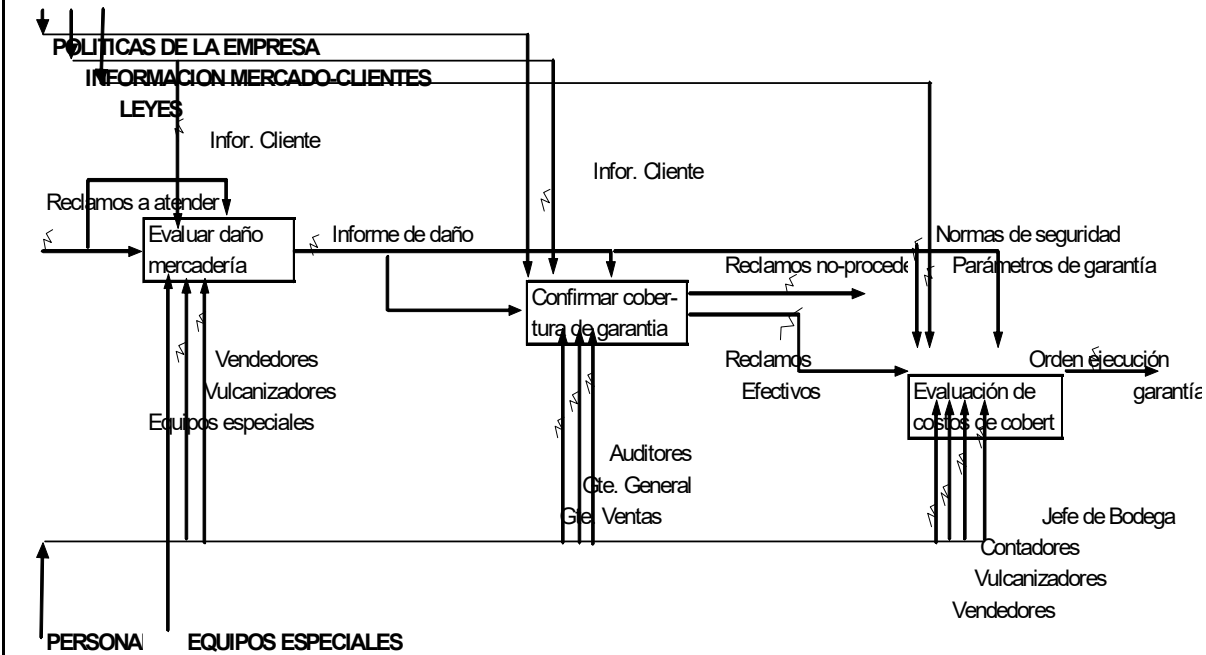 POLITICAS DE LA EMPRESA
INFORMACION MERCADO-CLIENTES
LEYES
Infor. Cliente
Infor. Cliente
Reclamos a atender
Evaluar daño
mercadería
Informe de daño
Normas de seguridad
Reclamos no-procede
Parámetros de garantía
Confirmar cober-
tura de garantia
Vendedores
Vulcanizadores
Equipos especiales
Reclamos
Efectivos
Orden ejecución
garantía
Evaluación de
costos de cobert
Auditores
Gte. General
Gte. Ventas
Jefe de Bodega
Contadores
Vulcanizadores
Vendedores
PERSONA
EQUIPOS ESPECIALES